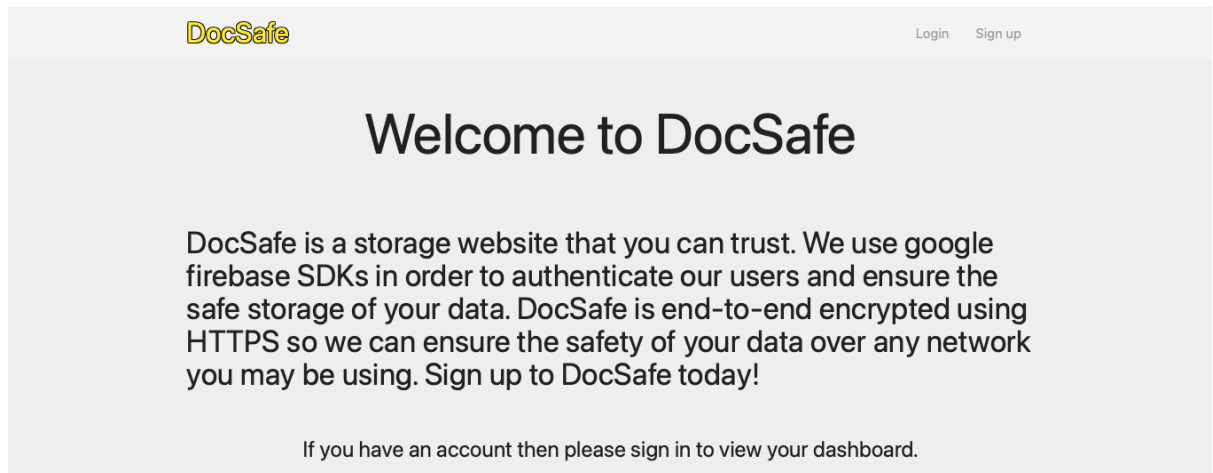 DocSafe
Login Sign up
Welcome to DocSafe
DocSafe is a storage website that you can trust. We use google
firebase SDKs in order to authenticate our users and ensure the
safe storage of your data. DocSafe is end-to-end encrypted using
HTTPS so we can ensure the safety of your data over any network
you may be using. Sign up to DocSafe today!
If you have an account then please sign in to view your dashboard.